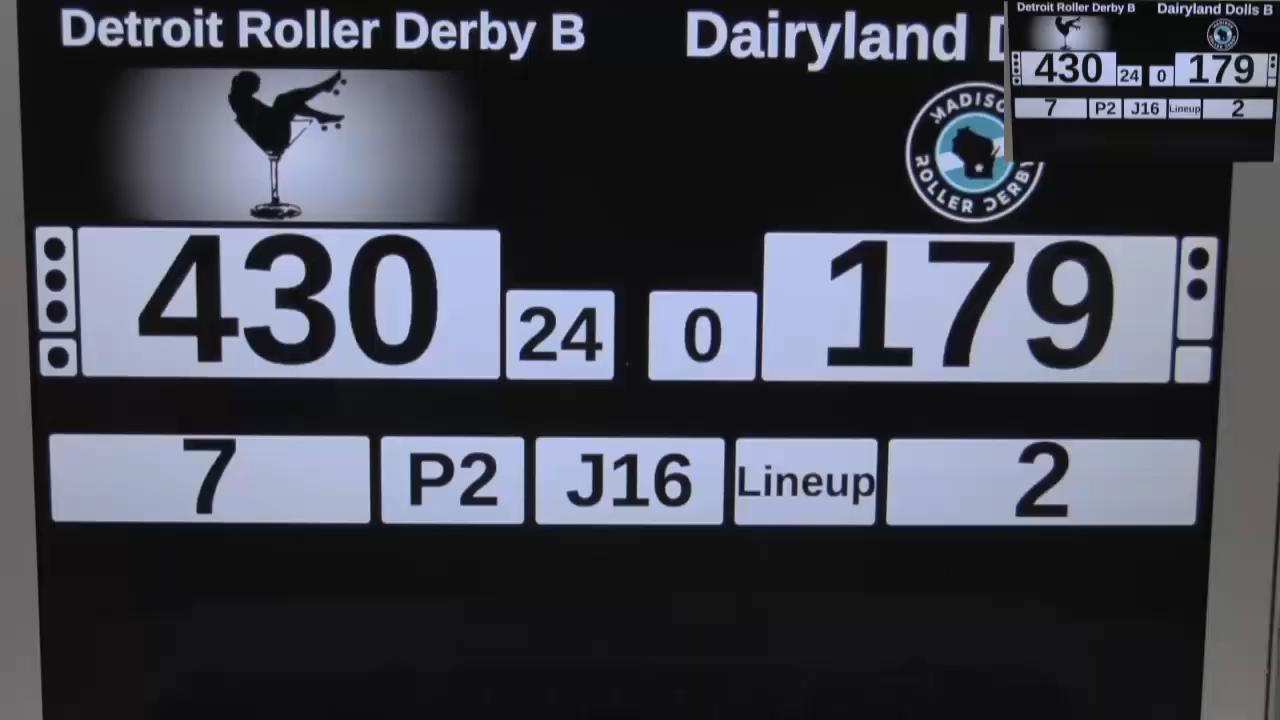 Detroit Roller Derby B
Dairyland
MADISO
ROLLER DERBY
430
24
0
179
7
P2
J16
Lineup
2
Detroit Roller Derby B
Dairyland Dolls B
430
24
0
179
7
P2
J16
Lineup
2